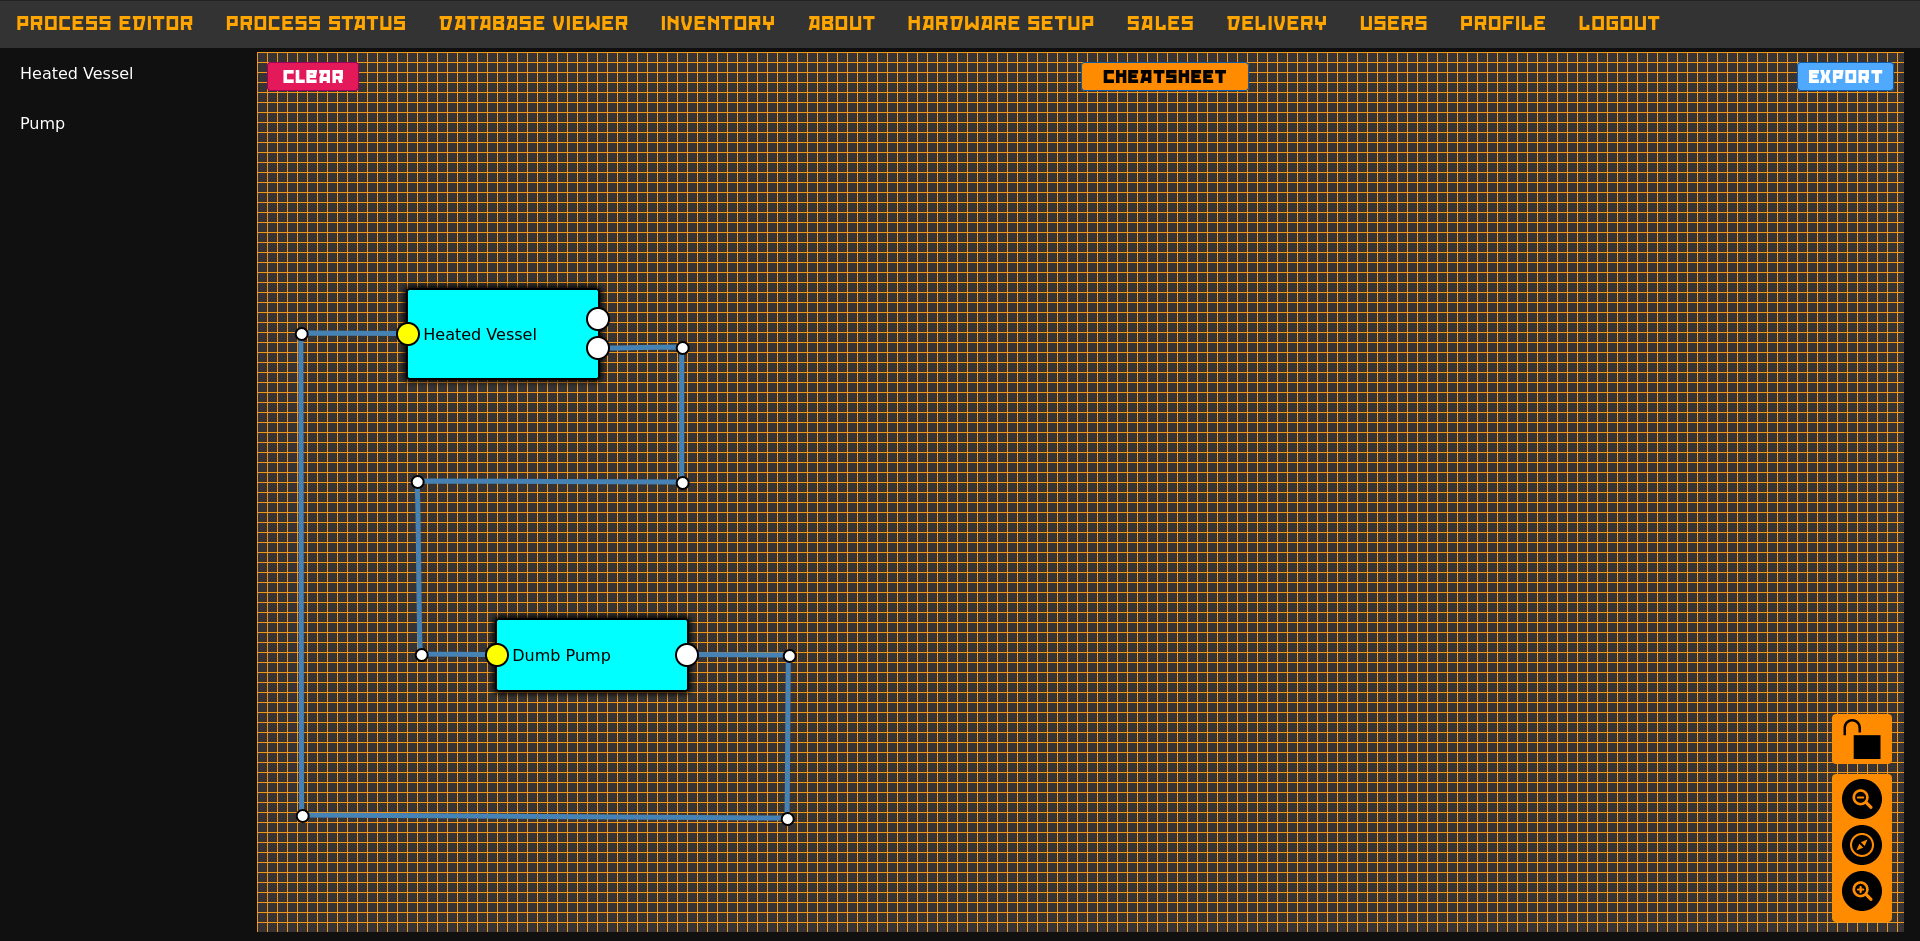 PROCESS EDITOR PROCESS STATUS DATABASE VIEWER INVENTORY ABOUT HARDWARE SETUP SALES DELIVERY USERS PROFILE LOGOUT
Heated Vessel
Pump
CLEAR CHEATSHEET EXPORT
Heated Vessel
Dumb Pump